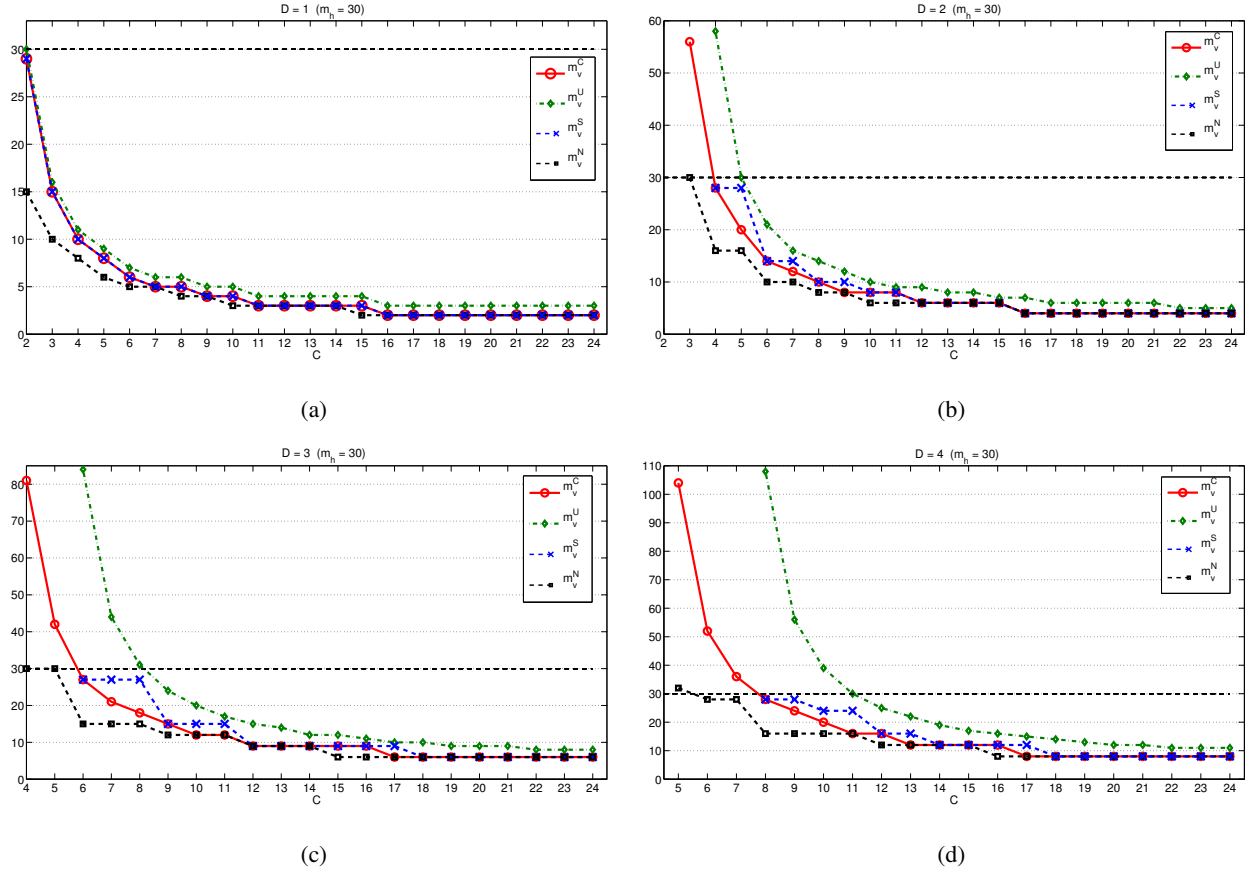 D = 1 (m_h = 30)
30
25
20
15
10
5
0
2 3 4 5 6 7 8 9 10 11 12 13 14 15 16 17 18 19 20 21 22 23 24
C
m_v^C
m_v^U
m_v^S
m_v^N
(a)
D = 2 (m_h = 30)
60
50
40
30
20
10
0
2 3 4 5 6 7 8 9 10 11 12 13 14 15 16 17 18 19 20 21 22 23 24
C
m_v^C
m_v^U
m_v^S
m_v^N
(b)
D = 3 (m_h = 30)
80
70
60
50
40
30
20
10
0
4 5 6 7 8 9 10 11 12 13 14 15 16 17 18 19 20 21 22 23 24
C
m_v^C
m_v^U
m_v^S
m_v^N
(c)
D = 4 (m_h = 30)
110
100
90
80
70
60
50
40
30
20
10
0
5 6 7 8 9 10 11 12 13 14 15 16 17 18 19 20 21 22 23 24
C
m_v^C
m_v^U
m_v^S
m_v^N
(d)